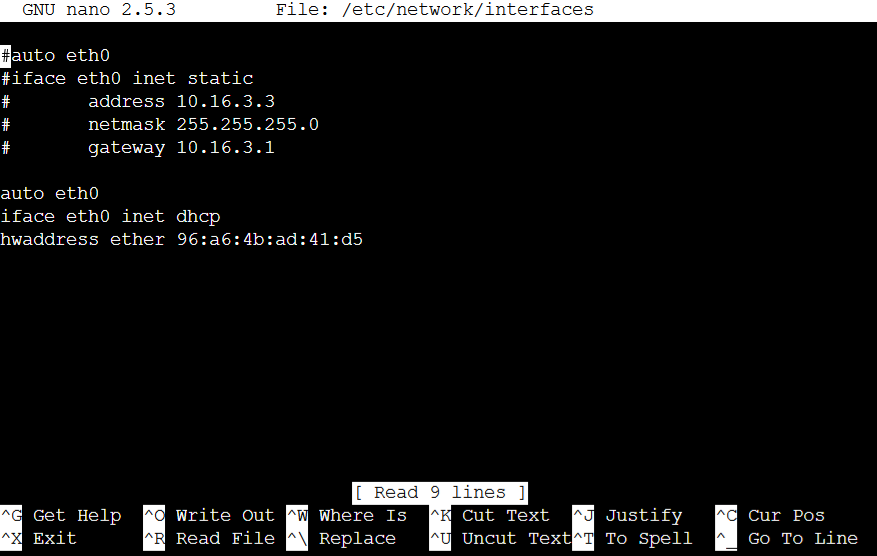 GNU nano 2.5.3 File: /etc/network/interfaces
#auto eth0
#iface eth0 inet static
# address 10.16.3.3
# netmask 255.255.255.0
# gateway 10.16.3.1
auto eth0
iface eth0 inet dhcp
hwaddress ether 96:a6:4b:ad:41:d5
[ Read 9 lines ]
^G Get Help ^O Write Out ^W Where Is ^K Cut Text ^J Justify ^C Cur Pos
^X Exit ^R Read File ^\ Replace ^U Uncut Text^T To Spell ^_ Go To Line